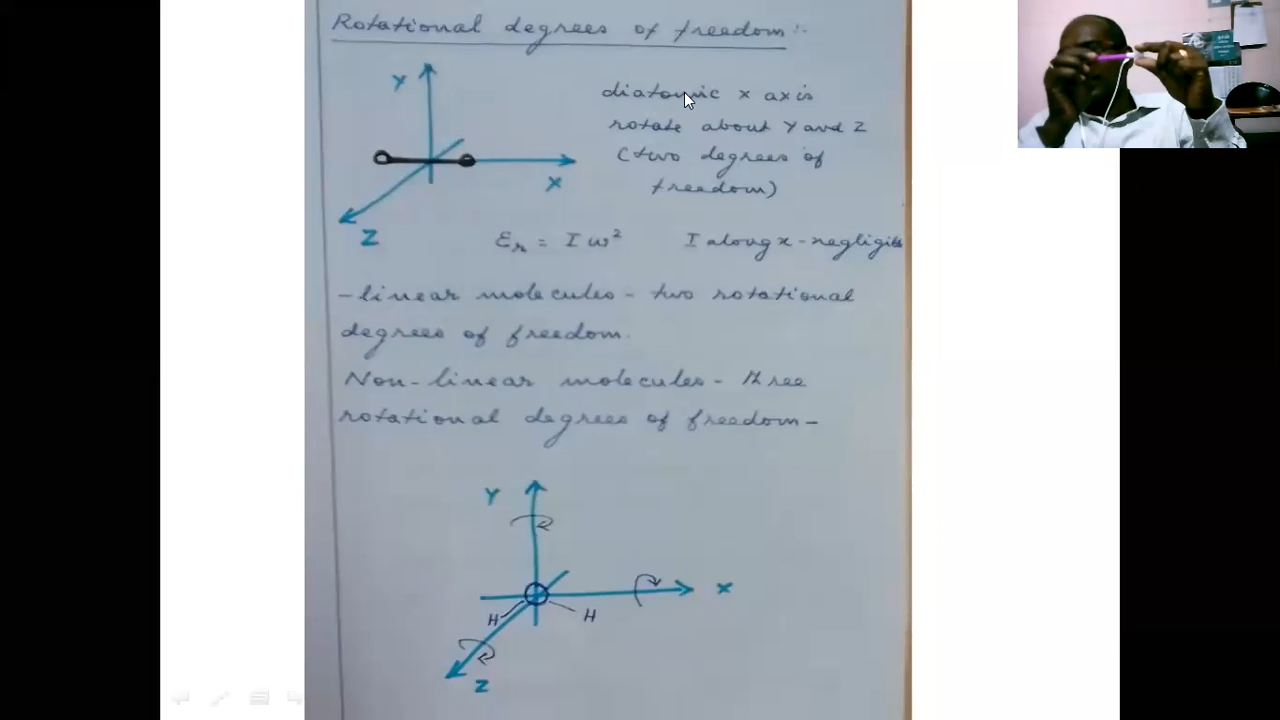 Rotational degrees of freedom:-
Y
X
Z
diatomic x axis
rotate about Y and Z
(two degrees of
freedom)
Er = I ω² I along x - negligible
- linear molecules - two rotational
degrees of freedom.
Non-linear molecules - three
rotational degrees of freedom -
Y
X
H H
Z